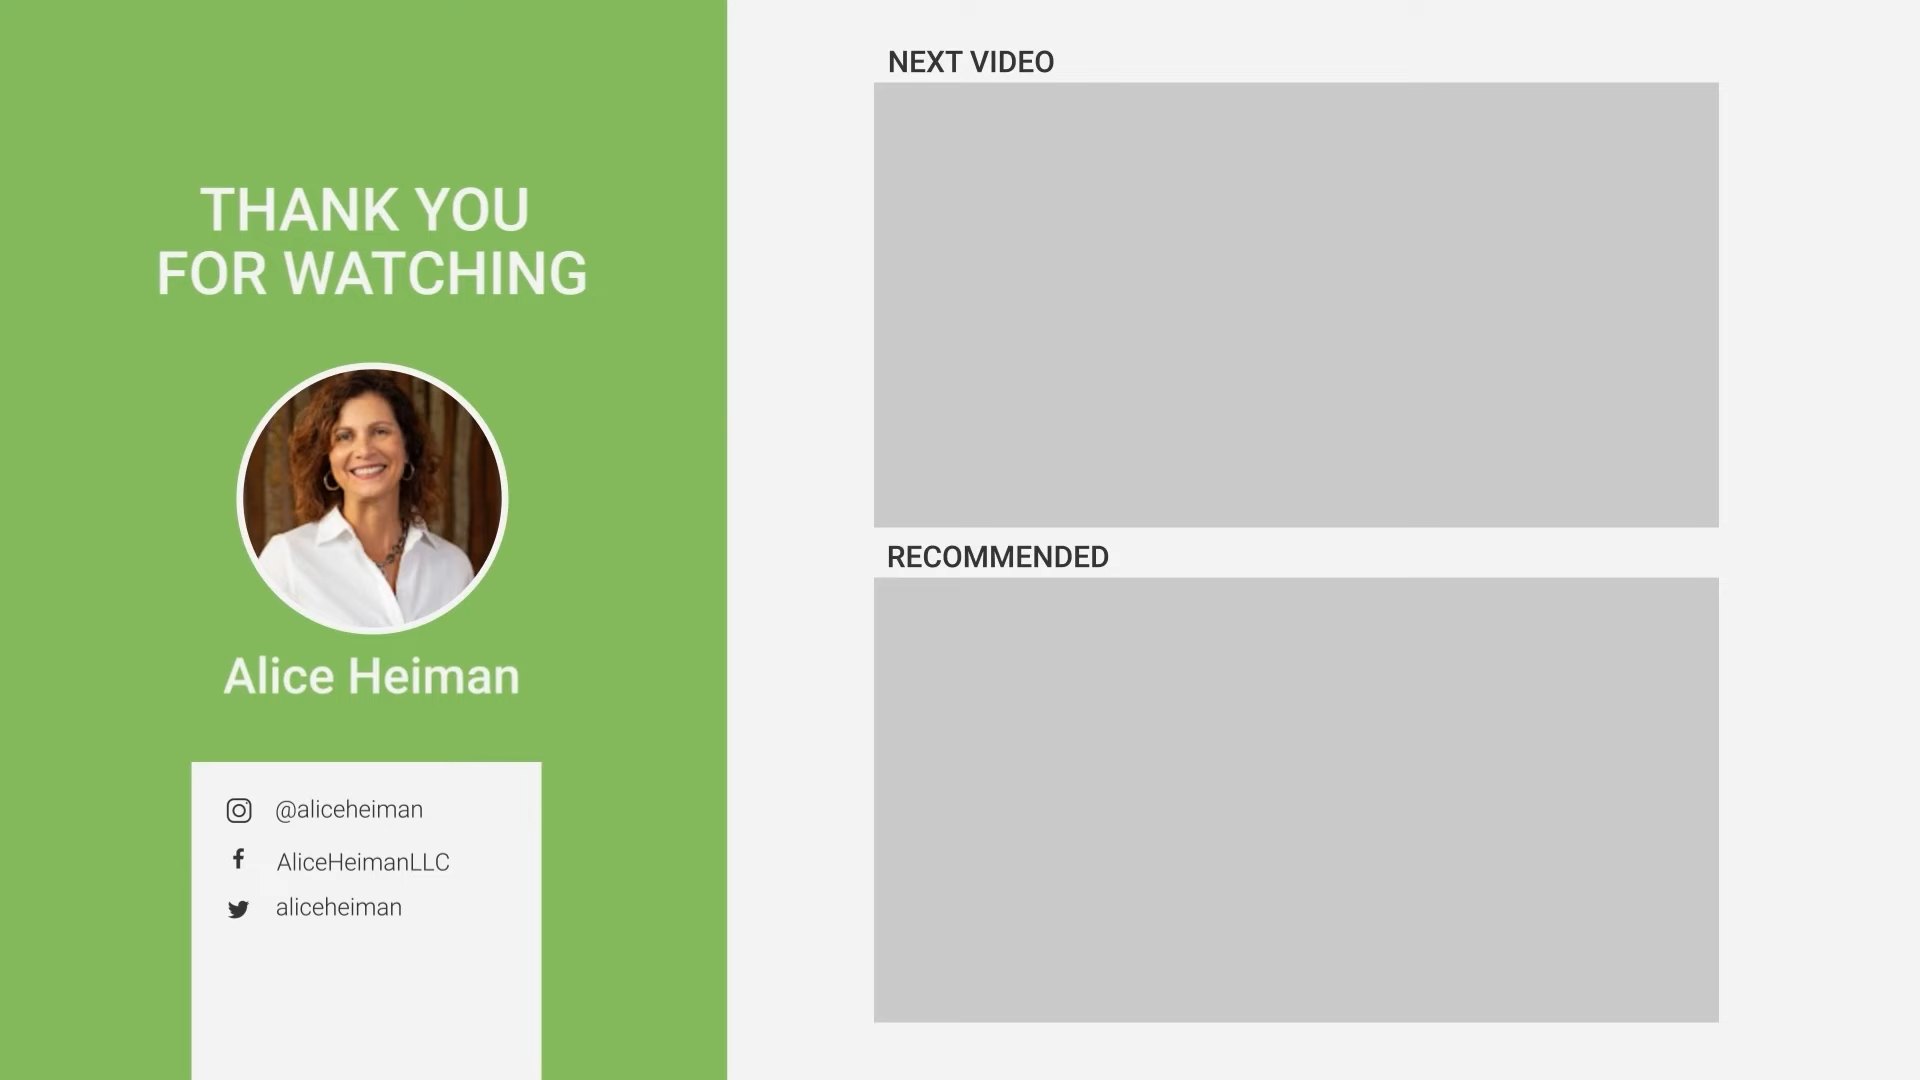 THANK YOU
FOR WATCHING
Alice Heiman
@aliceheiman
AliceHeimanLLC
aliceheiman
NEXT VIDEO
RECOMMENDED